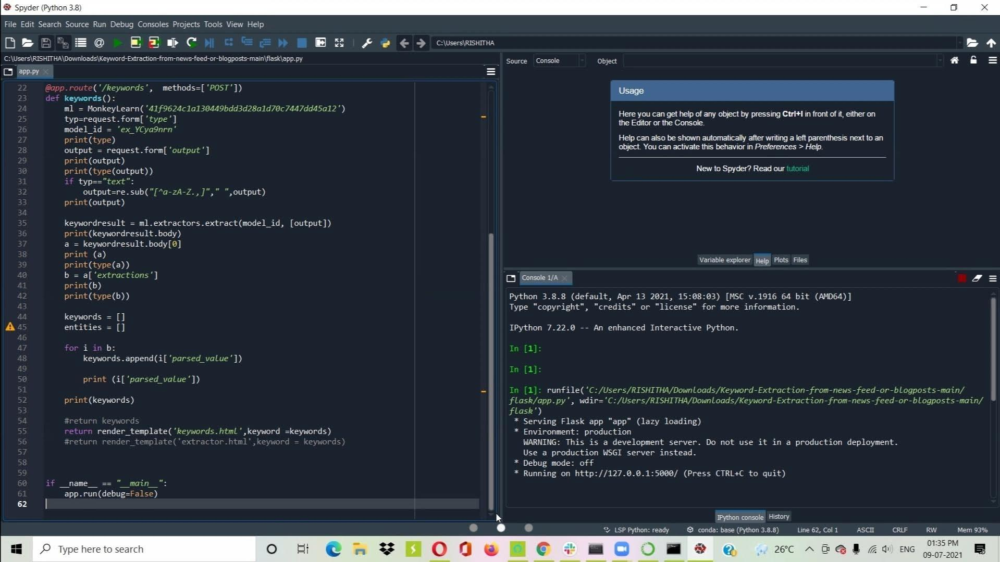 Spyder (Python 3.8)
File Edit Search Source Run Debug Consoles Projects Tools View Help
C:\Users\RISHITHA
C:\Users\RISHITHA\Downloads\Keyword-Extraction-from-news-feed-or-blogposts-main\flask\app.py
app.py
22 @app.route('/keywords',  methods=['POST'])
23 def keywords():
24     ml = MonkeyLearn('41f9624c1a130449bdd3d28a1d70c7447dd45a12')
25     typ=request.form['type']
26     model_id = 'ex_YCya9nrn'
27     print(type)
28     output = request.form['output']
29     print(output)
30     print(type(output))
31     if typ=="text":
32         output=re.sub("[^a-zA-Z.,]"," ",output)
33     print(output)
34
35     keywordresult = ml.extractors.extract(model_id, [output])
36     print(keywordresult.body)
37     a = keywordresult.body[0]
38     print (a)
39     print(type(a))
40     b = a['extractions']
41     print(b)
42     print(type(b))
43
44     keywords = []
45     entities = []
46
47     for i in b:
48         keywords.append(i['parsed_value'])
49
50         print (i['parsed_value'])
51
52     print(keywords)
53
54     #return keywords
55     return render_template('keywords.html',keyword =keywords)
56     #return render_template('extractor.html',keyword = keywords)
57
58
59
60 if __name__ == "__main__":
61     app.run(debug=False)
62
Source Console Object
Usage
Here you can get help of any object by pressing Ctrl+I in front of it, either on
the Editor or the Console.
Help can also be shown automatically after writing a left parenthesis next to an
object. You can activate this behavior in Preferences > Help.
New to Spyder? Read our tutorial
Variable explorer Help Plots Files
Console 1/A
Python 3.8.8 (default, Apr 13 2021, 15:08:03) [MSC v.1916 64 bit (AMD64)]
Type "copyright", "credits" or "license" for more information.
IPython 7.22.0 -- An enhanced Interactive Python.
In [1]:
In [1]:
In [1]: runfile('C:/Users/RISHITHA/Downloads/Keyword-Extraction-from-news-feed-or-blogposts-main/
flask/app.py', wdir='C:/Users/RISHITHA/Downloads/Keyword-Extraction-from-news-feed-or-blogposts-main/
flask')
* Serving Flask app "app" (lazy loading)
* Environment: production
WARNING: This is a development server. Do not use it in a production deployment.
Use a production WSGI server instead.
* Debug mode: off
* Running on http://127.0.0.1:5000/ (Press CTRL+C to quit)
IPython console History
LSP Python: ready conda: base (Python 3.8.8) Line 62, Col 1 ASCII CRLF RW Mem 93%
Type here to search
26°C ENG
01:35 PM
09-07-2021